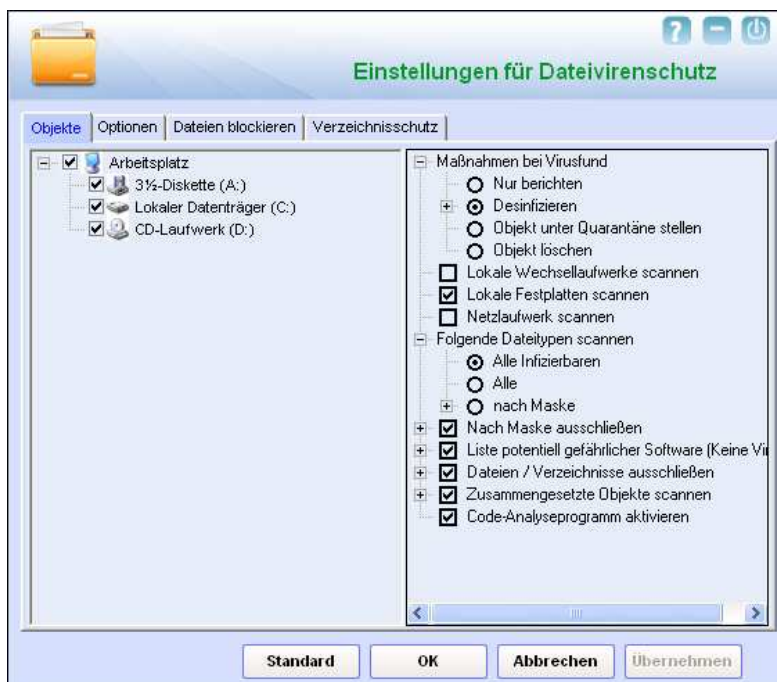 ?
Einstellungen für Dateivirenschutz
Objekte
Optionen
Dateien blockieren
Verzeichnisschutz
Arbeitsplatz
3½-Diskette (A:)
Lokaler Datenträger (C:)
CD-Laufwerk (D:)
Maßnahmen bei Virusfund
Nur berichten
Desinfizieren
Objekt unter Quarantäne stellen
Objekt löschen
Lokale Wechsellaufwerke scannen
Lokale Festplatten scannen
Netzlaufwerk scannen
Folgende Dateitypen scannen
Alle Infizierbaren
Alle
nach Maske
Nach Maske ausschließen
Liste potentiell gefährlicher Software (Keine Vi
Dateien / Verzeichnisse ausschließen
Zusammengesetzte Objekte scannen
Code-Analyseprogramm aktivieren
Standard
OK
Abbrechen
Übernehmen